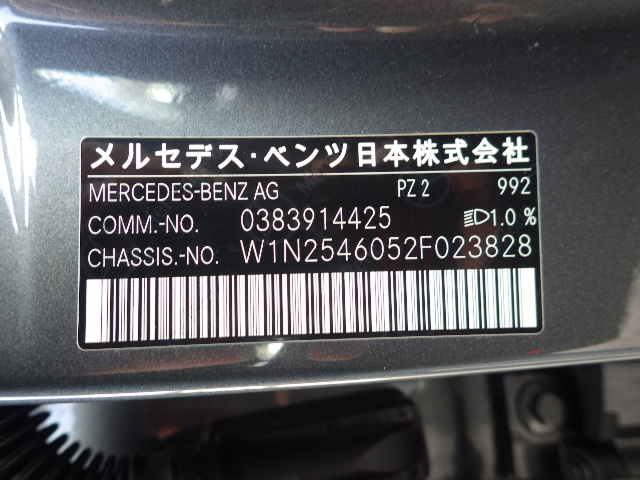 メルセデス・ベンツ日本株式会社
MERCEDES-BENZ AG PZ 2 992
COMM.-NO. 0383914425 1.0 %
CHASSIS.-NO. W1N2546052F023828